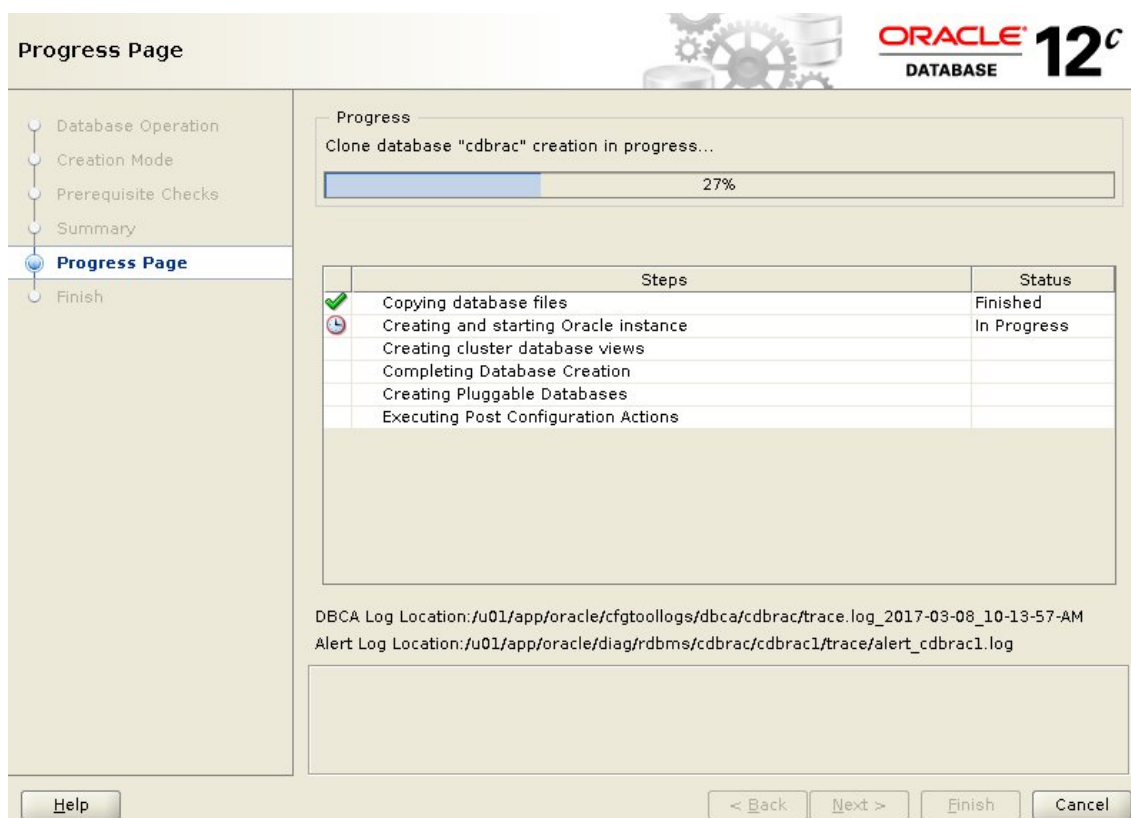 Progress Page
ORACLE
DATABASE
12c
Database Operation
Creation Mode
Prerequisite Checks
Summary
Progress Page
Finish
Progress
Clone database "cdbrac" creation in progress...
27%
Steps Status
Copying database files Finished
Creating and starting Oracle instance In Progress
Creating cluster database views
Completing Database Creation
Creating Pluggable Databases
Executing Post Configuration Actions
DBCA Log Location:/u01/app/oracle/cfgtoollogs/dbca/cdbrac/trace.log_2017-03-08_10-13-57-AM
Alert Log Location:/u01/app/oracle/diag/rdbms/cdbrac/cdbrac1/trace/alert_cdbrac1.log
Help < Back Next > Finish Cancel